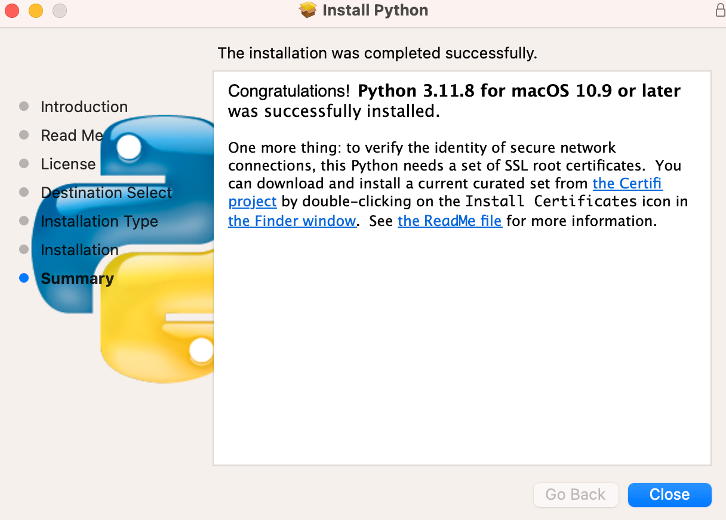 Install Python
The installation was completed successfully.
Introduction
Read Me
License
Destination Select
Installation Type
Installation
Summary
Congratulations! Python 3.11.8 for macOS 10.9 or later
was successfully installed.
One more thing: to verify the identity of secure network
connections, this Python needs a set of SSL root certificates.  You
can download and install a current curated set from the Certifi
project by double-clicking on the Install Certificates icon in
the Finder window.  See the ReadMe file for more information.
Go Back
Close